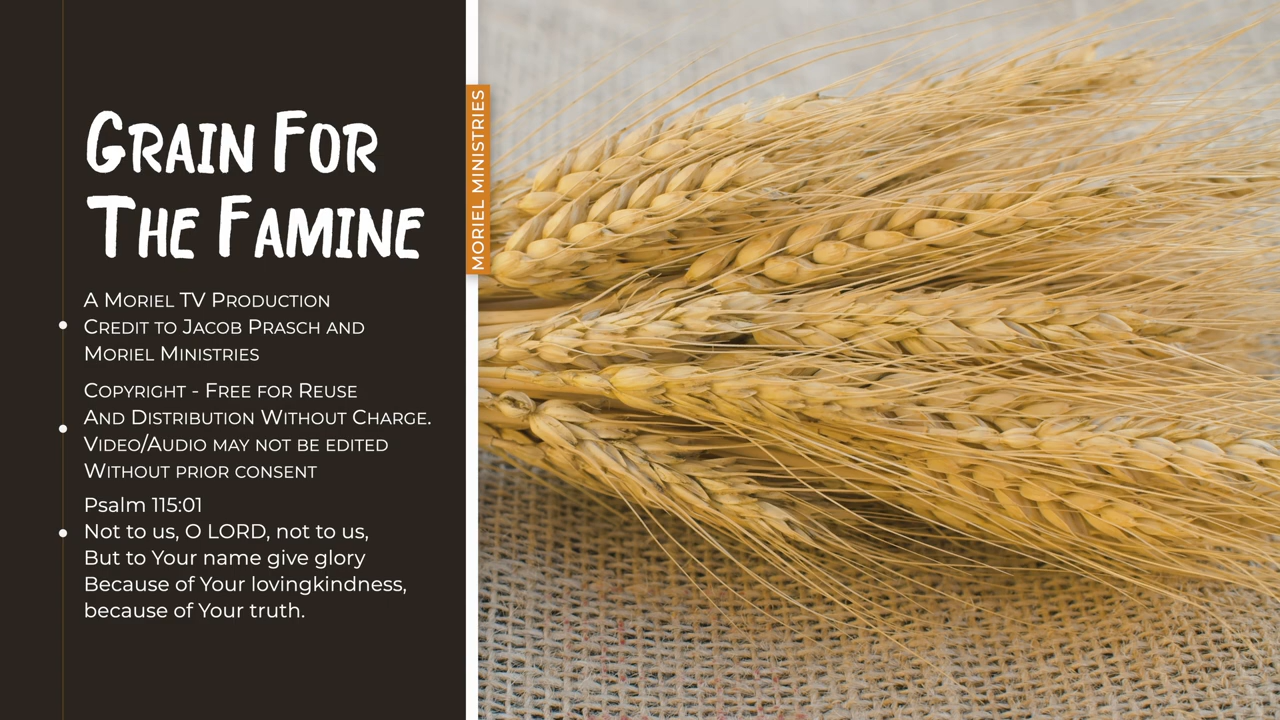 Grain For
The Famine
A Moriel TV Production
Credit to Jacob Prasch and
Moriel Ministries
Copyright - Free for Reuse
And Distribution Without Charge.
Video/Audio may not be edited
Without prior consent
Psalm 115:01
Not to us, O LORD, not to us,
But to Your name give glory
Because of Your lovingkindness,
because of Your truth.
MORIEL MINISTRIES